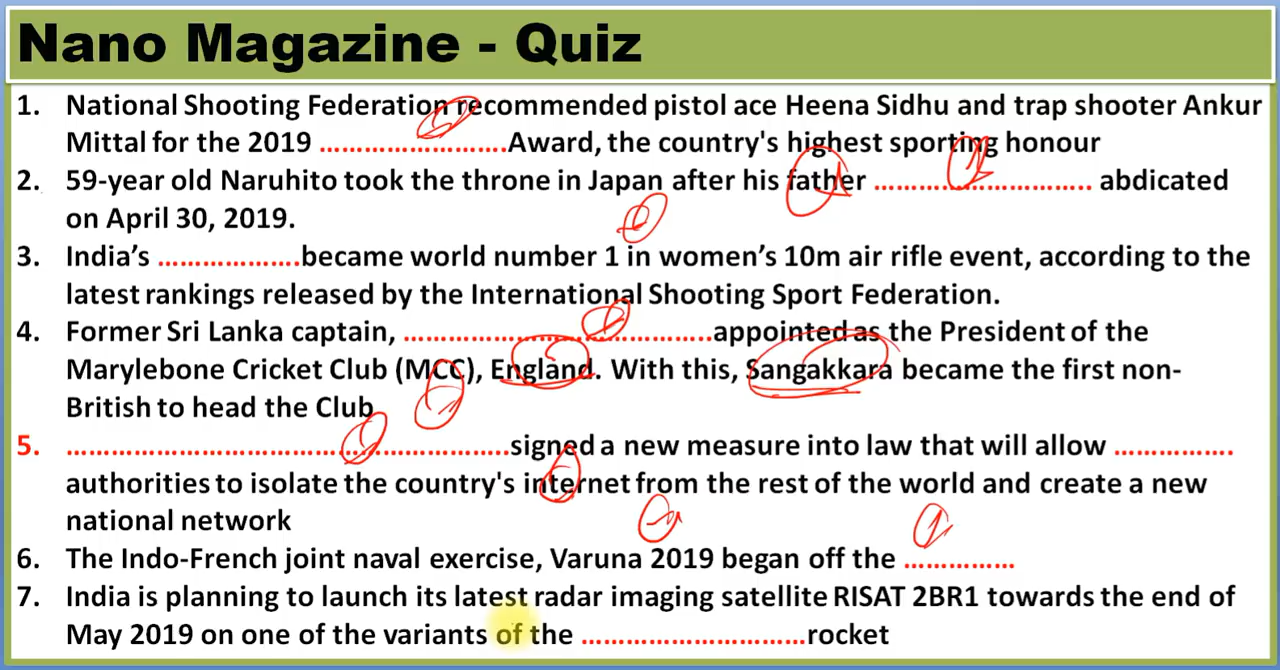 Nano Magazine - Quiz
1. National Shooting Federation recommended pistol ace Heena Sidhu and trap shooter Ankur
Mittal for the 2019 ……………………. Award, the country's highest sporting honour
2. 59-year old Naruhito took the throne in Japan after his father ……………………….. abdicated
on April 30, 2019.
3. India's ……………….became world number 1 in women's 10m air rifle event, according to the
latest rankings released by the International Shooting Sport Federation.
4. Former Sri Lanka captain, …………………………………..appointed as the President of the
Marylebone Cricket Club (MCC), England. With this, Sangakkara became the first non-
British to head the Club
5. …………………………………………………..signed a new measure into law that will allow …………….
authorities to isolate the country's internet from the rest of the world and create a new
national network
6. The Indo-French joint naval exercise, Varuna 2019 began off the ……………
7. India is planning to launch its latest radar imaging satellite RISAT 2BR1 towards the end of
May 2019 on one of the variants of the …………………………rocket